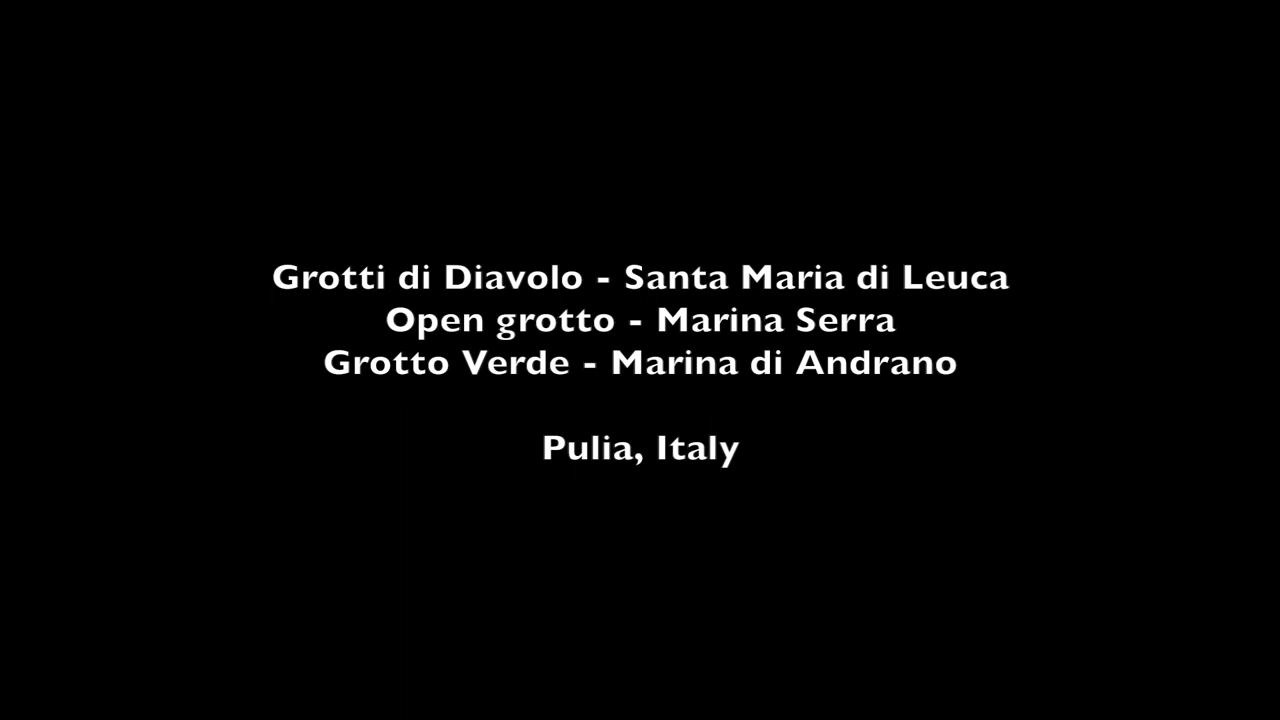 Grotti di Diavolo - Santa Maria di Leuca
Open grotto - Marina Serra
Grotto Verde - Marina di Andrano
Pulia, Italy